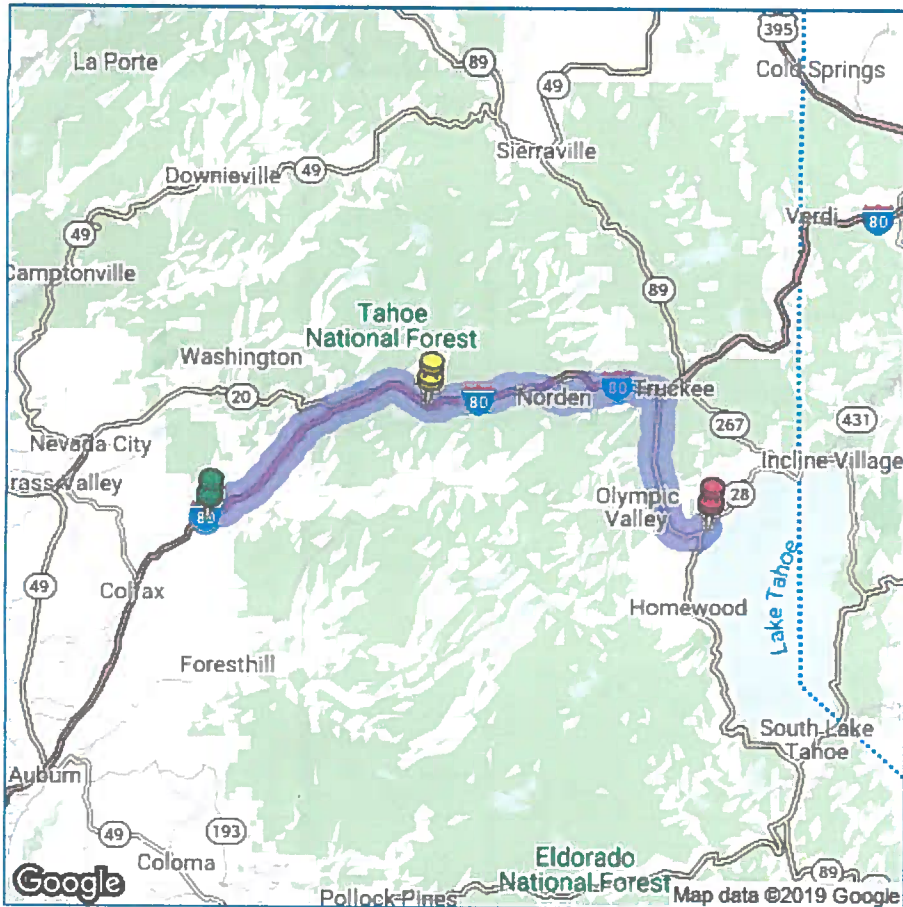 395
La Porte
89
Cold Springs
49
Sierraville
Downieville
49
Verdi
80
49
Camptonville
89
Tahoe
National Forest
Washington
20
80
Norden
80
Truckee
267
431
Nevada City
rass Valley
Incline Village
28
Olympic
Valley
80
49
Colfax
Homewood
Lake Tahoe
Foresthill
South Lake
Tahoe
Auburn
49
193
Coloma
Eldorado
National Forest
89
Google
Pollock Pines
Map data ©2019 Google